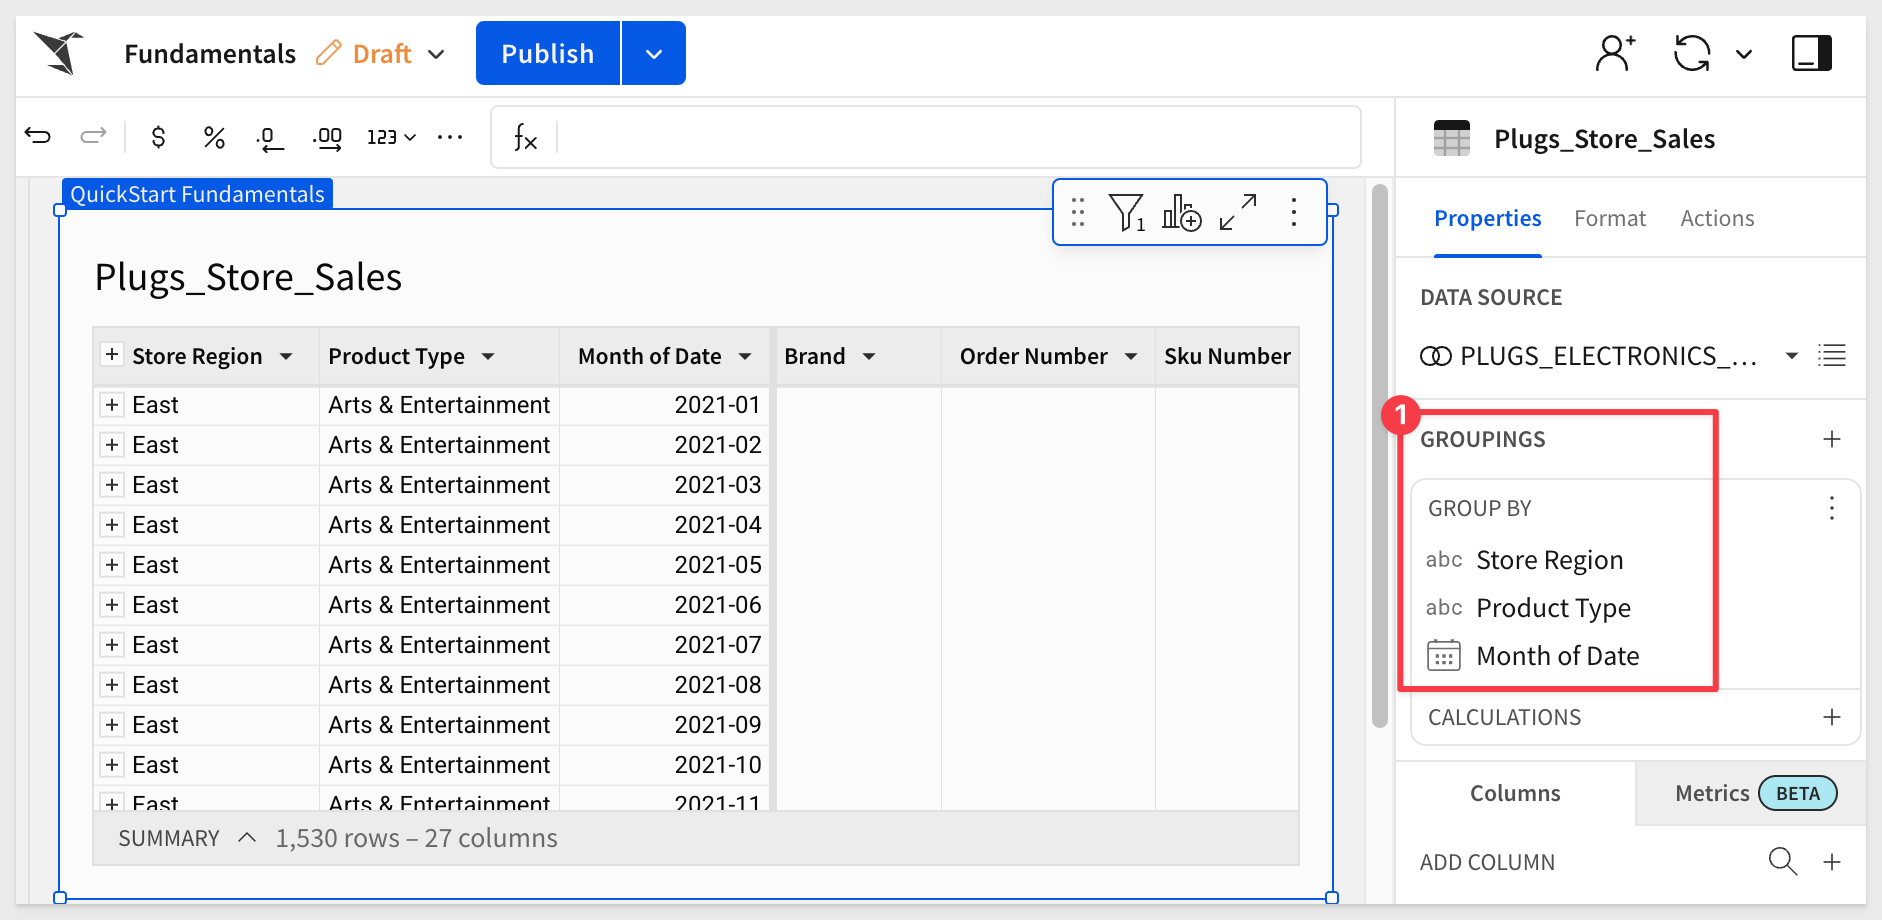 Fundamentals Draft Publish
$ % .0 .00 123 ... fx
Plugs_Store_Sales
QuickStart Fundamentals
1
Properties Format Actions
Plugs_Store_Sales
DATA SOURCE
PLUGS_ELECTRONICS_...
Store Region Product Type Month of Date Brand Order Number Sku Number
East Arts & Entertainment 2021-01
East Arts & Entertainment 2021-02
East Arts & Entertainment 2021-03
East Arts & Entertainment 2021-04
East Arts & Entertainment 2021-05
East Arts & Entertainment 2021-06
East Arts & Entertainment 2021-07
East Arts & Entertainment 2021-08
East Arts & Entertainment 2021-09
East Arts & Entertainment 2021-10
East Arts & Entertainment 2021-11
SUMMARY 1,530 rows – 27 columns
1
GROUPINGS
GROUP BY
abc Store Region
abc Product Type
Month of Date
CALCULATIONS
Columns Metrics BETA
ADD COLUMN